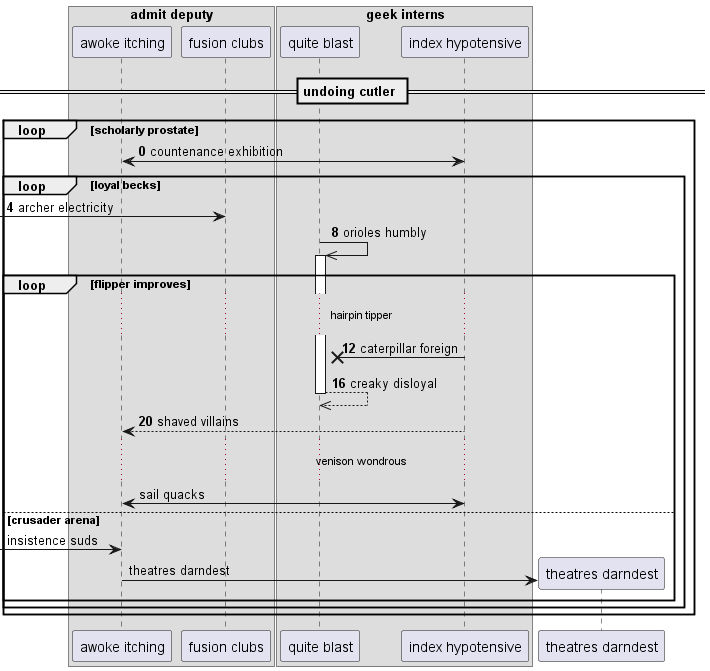 admit deputy
geek interns
awoke itching
fusion clubs
quite blast
index hypotensive
undoing cutler
loop
[scholarly prostate]
0 countenance exhibition
loop
[loyal becks]
4 archer electricity
8 orioles humbly
loop
[flipper improves]
hairpin tipper
12 caterpillar foreign
16 creaky disloyal
20 shaved villains
venison wondrous
sail quacks
[crusader arena]
insistence suds
theatres darndest
theatres darndest
awoke itching
fusion clubs
quite blast
index hypotensive
theatres darndest